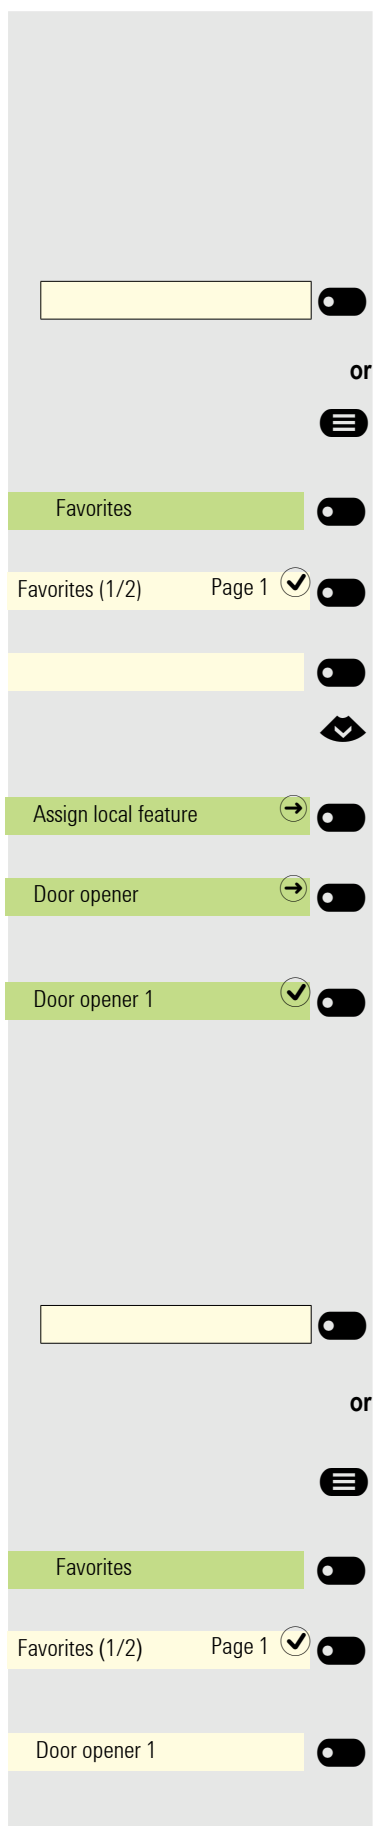 or
Favorites
Favorites (1/2) Page 1
Assign local feature
Door opener
Door opener 1
or
Favorites
Favorites (1/2) Page 1
Door opener 1